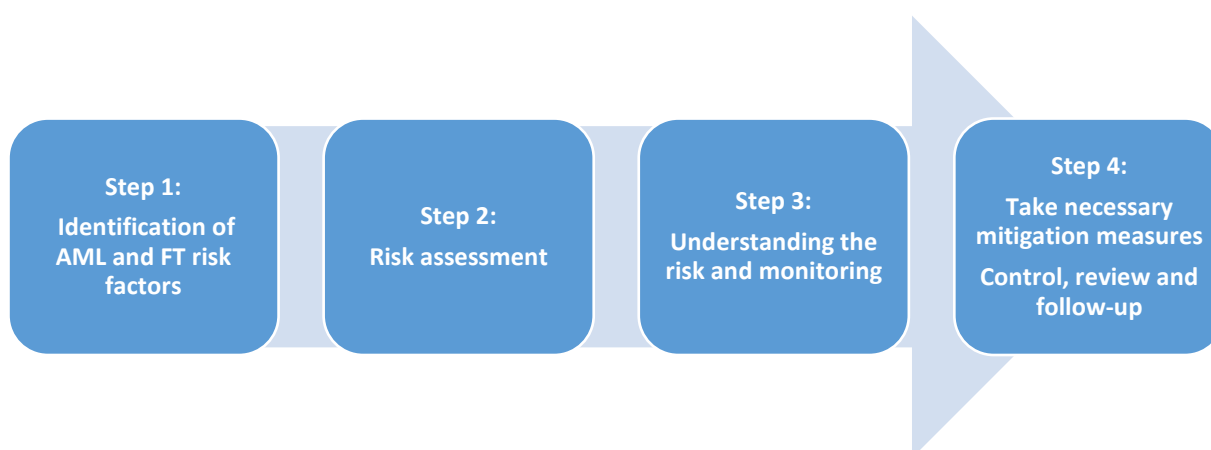 Step 1:
Identification of
AML and FT risk
factors
Step 2:
Risk assessment
Step 3:
Understanding the
risk and monitoring
Step 4:
Take necessary
mitigation measures
Control, review and
follow-up